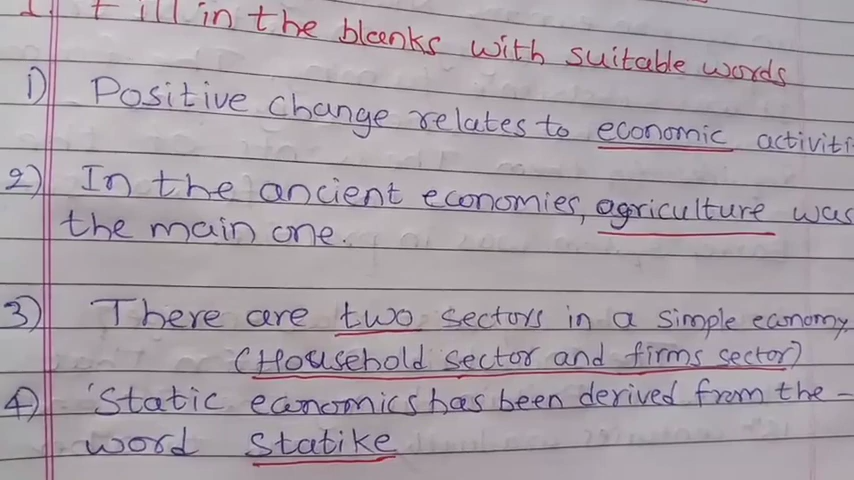 1. Fill in the blanks with suitable words
1) Positive change relates to economic activiti
2) In the ancient economies, agriculture was
the main one.
3) There are two sectors in a simple economy
(Household sector and firms sector)
4) 'Static economics has been derived from the -
word Statike